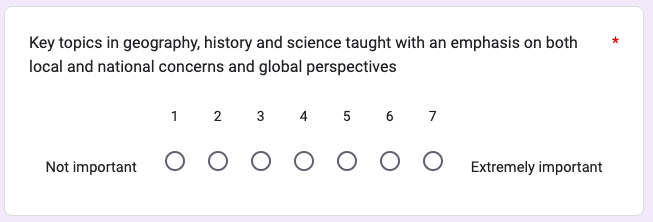 Key topics in geography, history and science taught with an emphasis on both *
local and national concerns and global perspectives
1 2 3 4 5 6 7
Not important Extremely important